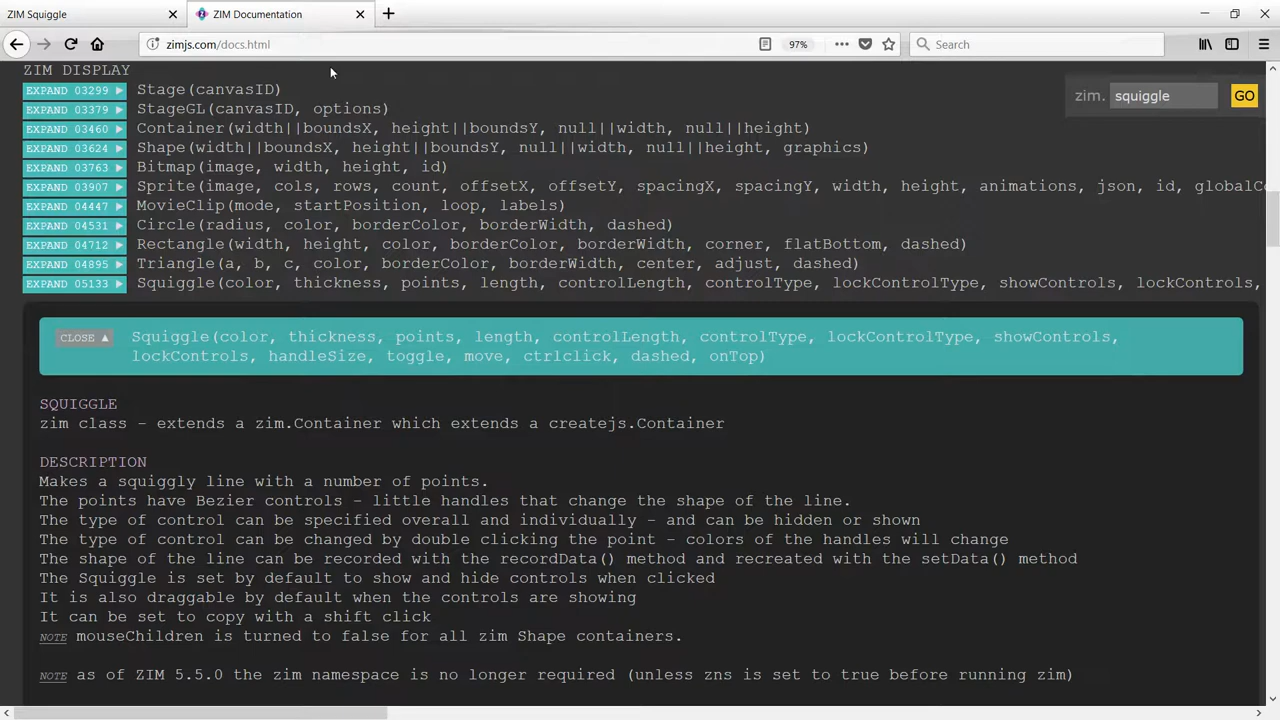 ZIM Squiggle
ZIM Documentation
zimjs.com/docs.html
97%
Search
ZIM DISPLAY
EXPAND 03299 ▶ Stage(canvasID)
EXPAND 03379 ▶ StageGL(canvasID, options)
EXPAND 03460 ▶ Container(width||boundsX, height||boundsY, null||width, null||height)
EXPAND 03624 ▶ Shape(width||boundsX, height||boundsY, null||width, null||height, graphics)
EXPAND 03763 ▶ Bitmap(image, width, height, id)
EXPAND 03907 ▶ Sprite(image, cols, rows, count, offsetX, offsetY, spacingX, spacingY, width, height, animations, json, id, globalCo
EXPAND 04447 ▶ MovieClip(mode, startPosition, loop, labels)
EXPAND 04531 ▶ Circle(radius, color, borderColor, borderWidth, dashed)
EXPAND 04712 ▶ Rectangle(width, height, color, borderColor, borderWidth, corner, flatBottom, dashed)
EXPAND 04895 ▶ Triangle(a, b, c, color, borderColor, borderWidth, center, adjust, dashed)
EXPAND 05133 ▶ Squiggle(color, thickness, points, length, controlLength, controlType, lockControlType, showControls, lockControls,
zim. squiggle GO
CLOSE ▲ Squiggle(color, thickness, points, length, controlLength, controlType, lockControlType, showControls,
lockControls, handleSize, toggle, move, ctrlclick, dashed, onTop)
SQUIGGLE
zim class - extends a zim.Container which extends a createjs.Container
DESCRIPTION
Makes a squiggly line with a number of points.
The points have Bezier controls - little handles that change the shape of the line.
The type of control can be specified overall and individually - and can be hidden or shown
The type of control can be changed by double clicking the point - colors of the handles will change
The shape of the line can be recorded with the recordData() method and recreated with the setData() method
The Squiggle is set by default to show and hide controls when clicked
It is also draggable by default when the controls are showing
It can be set to copy with a shift click
NOTE mouseChildren is turned to false for all zim Shape containers.
NOTE as of ZIM 5.5.0 the zim namespace is no longer required (unless zns is set to true before running zim)